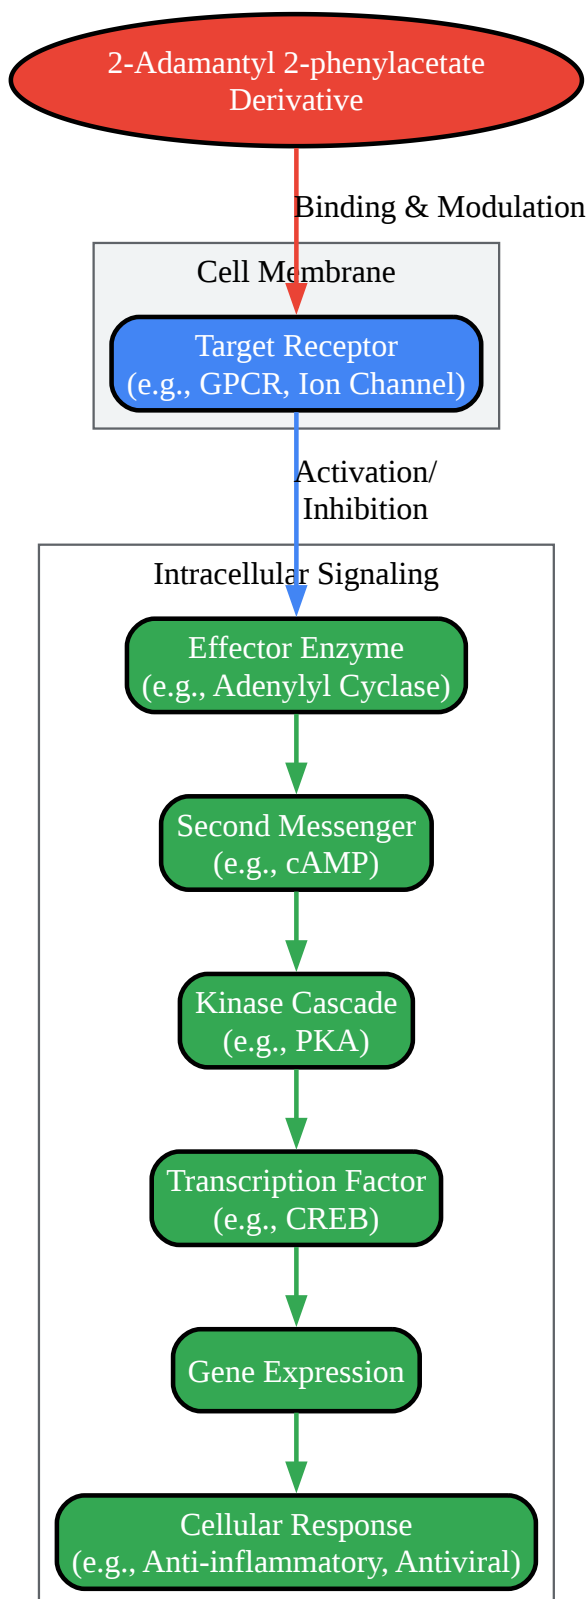 2-Adamantyl 2-phenylacetate
Derivative
Binding & Modulation
Cell Membrane
Target Receptor
(e.g., GPCR, Ion Channel)
Activation/
Inhibition
Intracellular Signaling
Effector Enzyme
(e.g., Adenylyl Cyclase)
Second Messenger
(e.g., cAMP)
Kinase Cascade
(e.g., PKA)
Transcription Factor
(e.g., CREB)
Gene Expression
Cellular Response
(e.g., Anti-inflammatory, Antiviral)